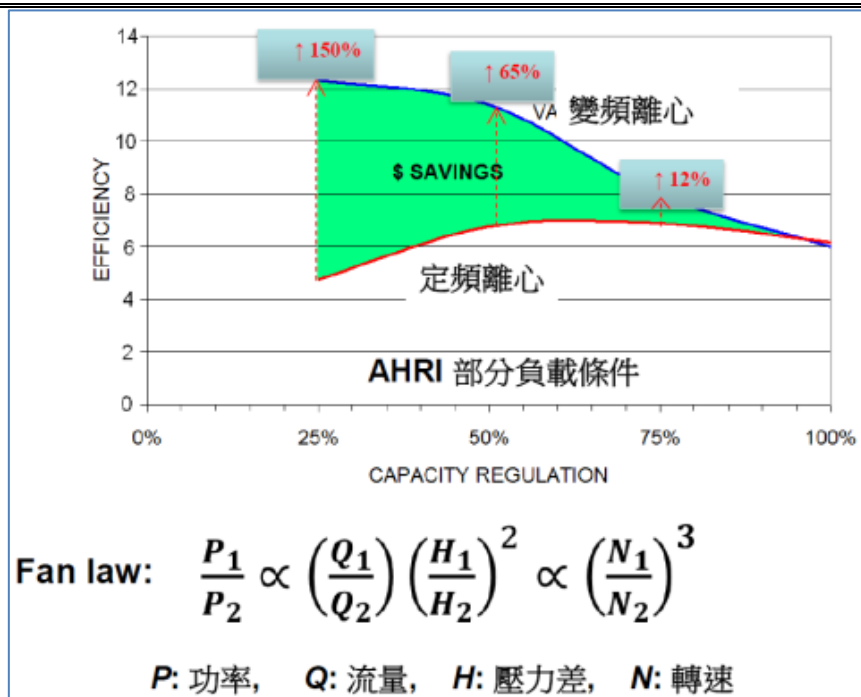 14
12
10
8
6
4
2
0
EFFICIENCY
↑ 150%
↑ 65%
VA 變頻離心
$ SAVINGS
↑ 12%
定頻離心
AHRI 部分負載條件
0% 25% 50% 75% 100%
CAPACITY REGULATION
Fan law: P₁/P₂ ∝ (Q₁/Q₂) (H₁/H₂)² ∝ (N₁/N₂)³
P: 功率, Q: 流量, H: 壓力差, N: 轉速